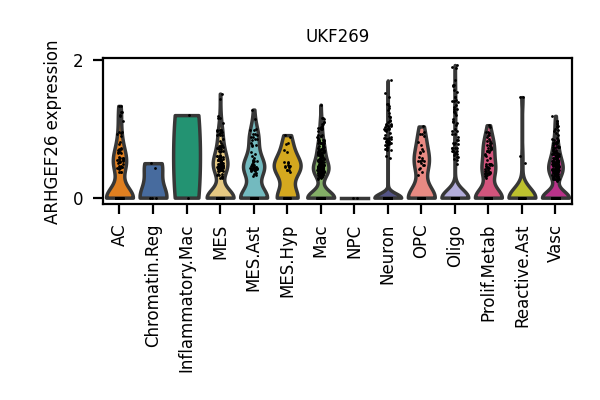 UKF269
ARHGEF26 expression
2
0
AC
Chromatin.Reg
Inflammatory.Mac
MES
MES.Ast
MES.Hyp
Mac
NPC
Neuron
OPC
Oligo
Prolif.Metab
Reactive.Ast
Vasc